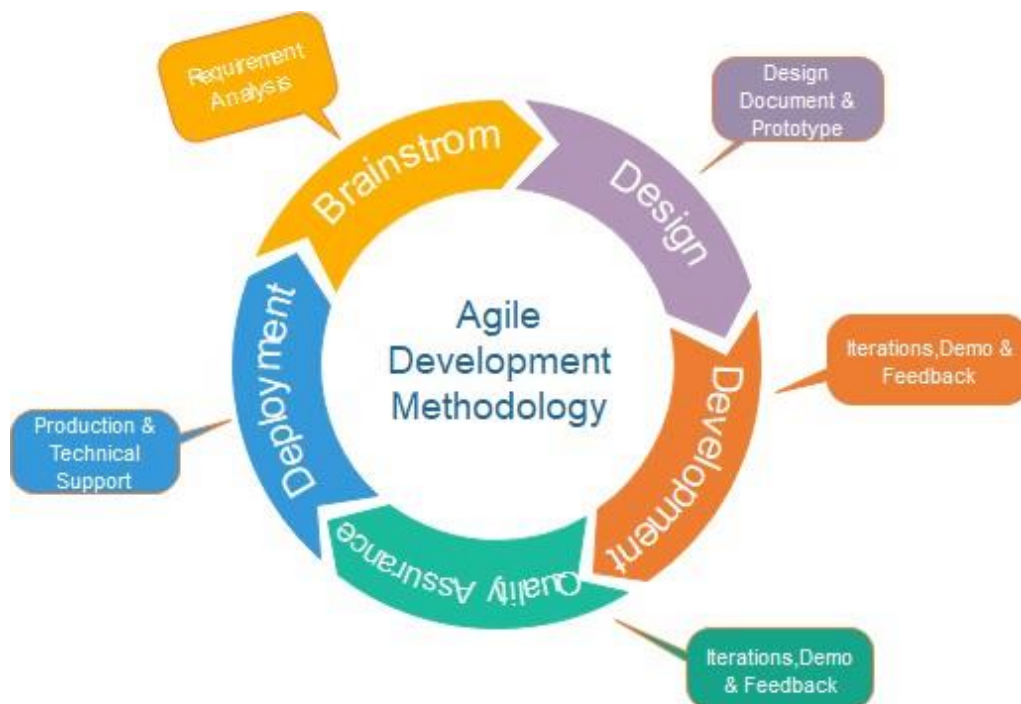 Requirement
Analysis
Brainstrom
Design
Document &
Prototype
Design
Iterations,Demo &
Feedback
Development
Agile
Development
Methodology
Deployment
Production &
Technical
Support
Quality Assurance
Iterations,Demo
& Feedback